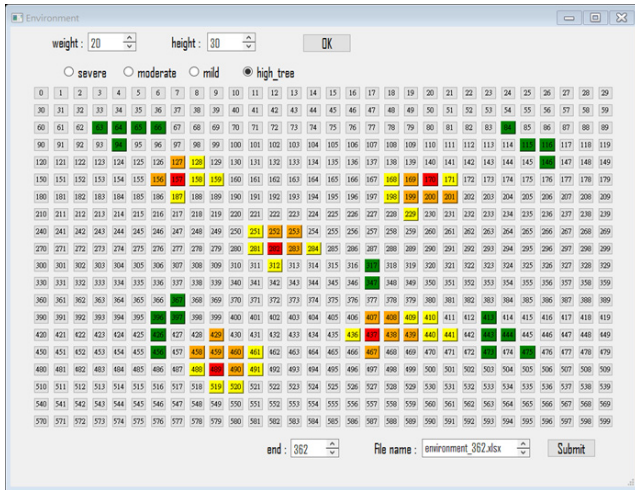 Environment
weight : 20 height : 30 OK
severe moderate mild high_tree
0 1 2 3 4 5 6 7 8 9 10 11 12 13 14 15 16 17 18 19 20 21 22 23 24 25 26 27 28 29
30 31 32 33 34 35 36 37 38 39 40 41 42 43 44 45 46 47 48 49 50 51 52 53 54 55 56 57 58 59
60 61 62 63 64 65 66 67 68 69 70 71 72 73 74 75 76 77 78 79 80 81 82 83 84 85 86 87 88 89
90 91 92 93 94 95 96 97 98 99 100 101 102 103 104 105 106 107 108 109 110 111 112 113 114 115 116 117 118 119
120 121 122 123 124 125 126 127 128 129 130 131 132 133 134 135 136 137 138 139 140 141 142 143 144 145 146 147 148 149
150 151 152 153 154 155 156 157 158 159 160 161 162 163 164 165 166 167 168 169 170 171 172 173 174 175 176 177 178 179
180 181 182 183 184 185 186 187 188 189 190 191 192 193 194 195 196 197 198 199 200 201 202 203 204 205 206 207 208 209
210 211 212 213 214 215 216 217 218 219 220 221 222 223 224 225 226 227 228 229 230 231 232 233 234 235 236 237 238 239
240 241 242 243 244 245 246 247 248 249 250 251 252 253 254 255 256 257 258 259 260 261 262 263 264 265 266 267 268 269
270 271 272 273 274 275 276 277 278 279 280 281 282 283 284 285 286 287 288 289 290 291 292 293 294 295 296 297 298 299
300 301 302 303 304 305 306 307 308 309 310 311 312 313 314 315 316 317 318 319 320 321 322 323 324 325 326 327 328 329
330 331 332 333 334 335 336 337 338 339 340 341 342 343 344 345 346 347 348 349 350 351 352 353 354 355 356 357 358 359
360 361 362 363 364 365 366 367 368 369 370 371 372 373 374 375 376 377 378 379 380 381 382 383 384 385 386 387 388 389
390 391 392 393 394 395 396 397 398 399 400 401 402 403 404 405 406 407 408 409 410 411 412 413 414 415 416 417 418 419
420 421 422 423 424 425 426 427 428 429 430 431 432 433 434 435 436 437 438 439 440 441 442 443 444 445 446 447 448 449
450 451 452 453 454 455 456 457 458 459 460 461 462 463 464 465 466 467 468 469 470 471 472 473 474 475 476 477 478 479
480 481 482 483 484 485 486 487 488 489 490 491 492 493 494 495 496 497 498 499 500 501 502 503 504 505 506 507 508 509
510 511 512 513 514 515 516 517 518 519 520 521 522 523 524 525 526 527 528 529 530 531 532 533 534 535 536 537 538 539
540 541 542 543 544 545 546 547 548 549 550 551 552 553 554 555 556 557 558 559 560 561 562 563 564 565 566 567 568 569
570 571 572 573 574 575 576 577 578 579 580 581 582 583 584 585 586 587 588 589 590 591 592 593 594 595 596 597 598 599
end : 362 File name : environment_362.xlsx Submit